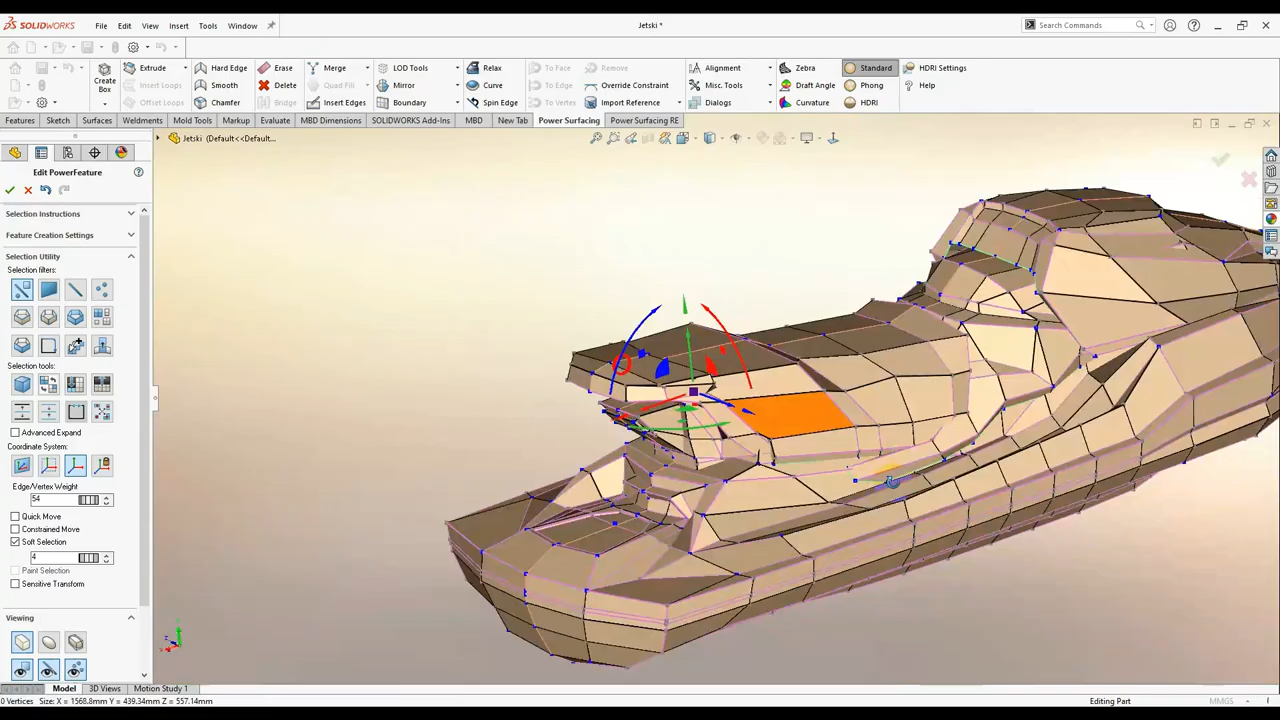 SOLIDWORKS File Edit View Insert Tools Window Jetski * Search Commands
Create Box Extrude Hard Edge Erase Merge LOD Tools Relax To Face Remove Alignment Zebra Standard HDRI Settings
Insert Loops Smooth Delete Quad Fill Mirror Curve To Edge Override Constraint Misc. Tools Draft Angle Phong Help
Offset Loops Chamfer Bridge Insert Edges Boundary Spin Edge To Vertex Import Reference Dialogs Curvature HDRI
Features Sketch Surfaces Weldments Mold Tools Markup Evaluate MBD Dimensions SOLIDWORKS Add-Ins MBD New Tab Power Surfacing Power Surfacing RE
Jetski (Default<<Default...
Edit PowerFeature
Selection Instructions
Feature Creation Settings
Selection Utility
Selection filters:
Selection tools:
Advanced Expand
Coordinate System:
Edge/Vertex Weight
54
Quick Move
Constrained Move
Soft Selection
4
Paint Selection
Sensitive Transform
Viewing
Model 3D Views Motion Study 1
0 Vertices Size: X = 1568.8mm Y = 439.34mm Z = 557.14mm Editing Part MMGS